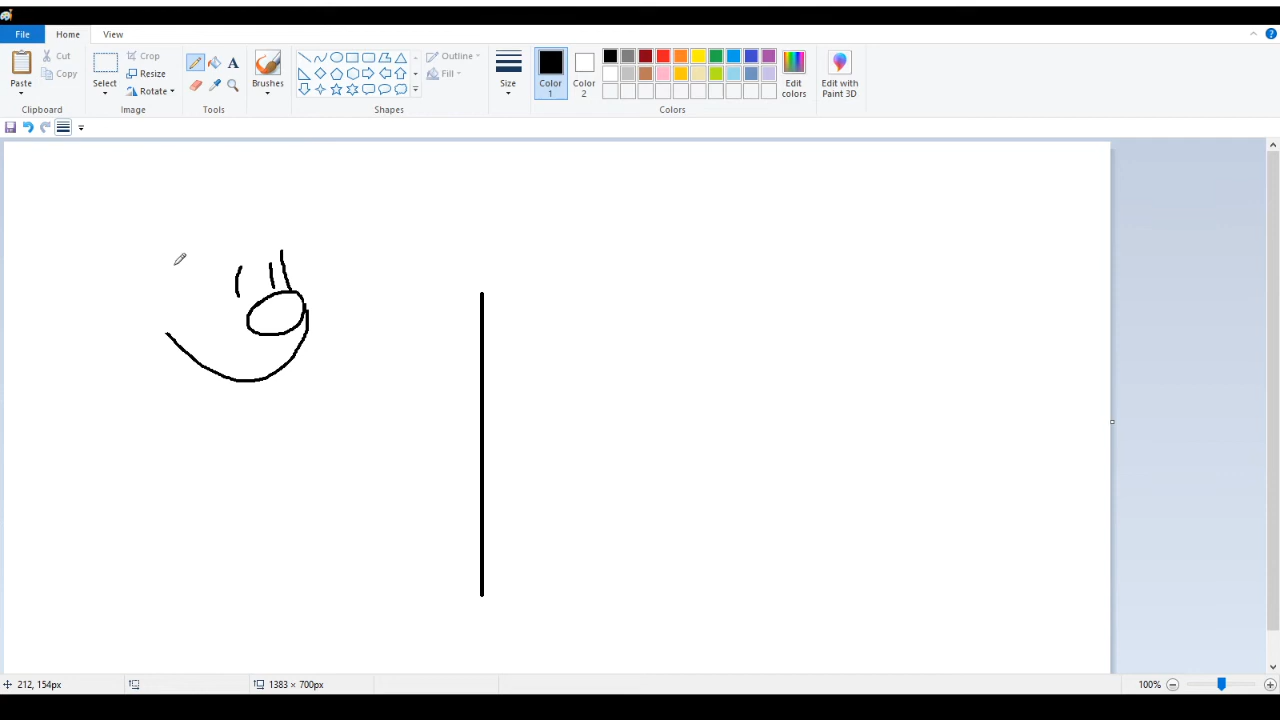 File Home View
Cut Crop Outline
Copy Resize Fill
Paste Select Rotate Brushes Size Color 1 Color 2 Edit colors Edit with Paint 3D
A
Clipboard Image Tools Shapes Colors
212, 154px 1383 × 700px 100%